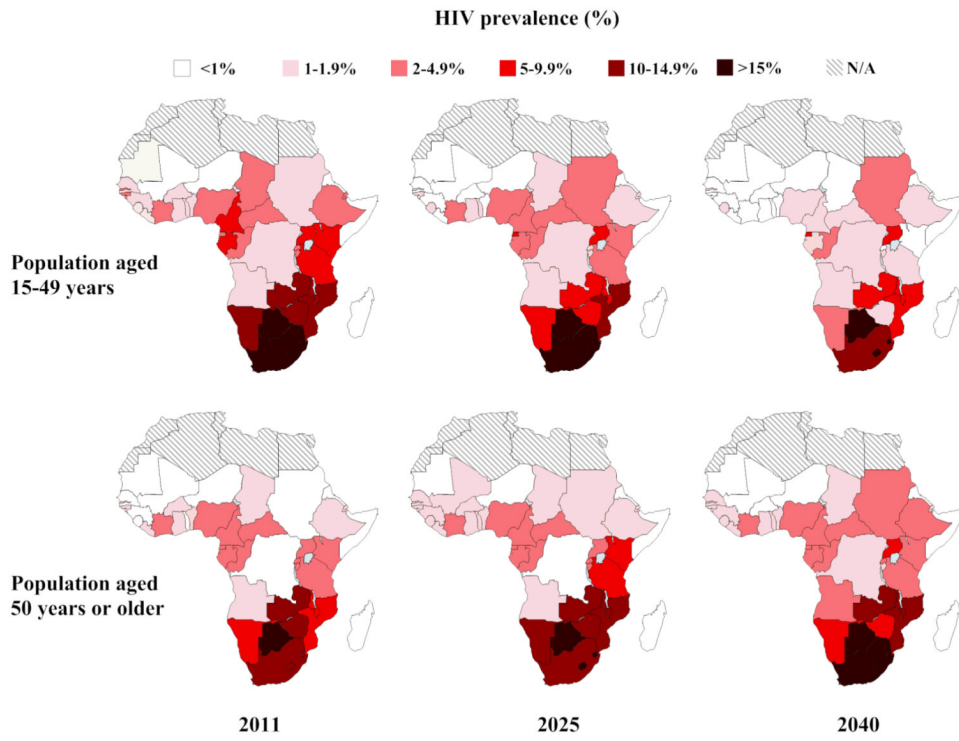 HIV prevalence (%)
<1% 1-1.9% 2-4.9% 5-9.9% 10-14.9% >15% N/A
Population aged
15-49 years
Population aged
50 years or older
2011 2025 2040